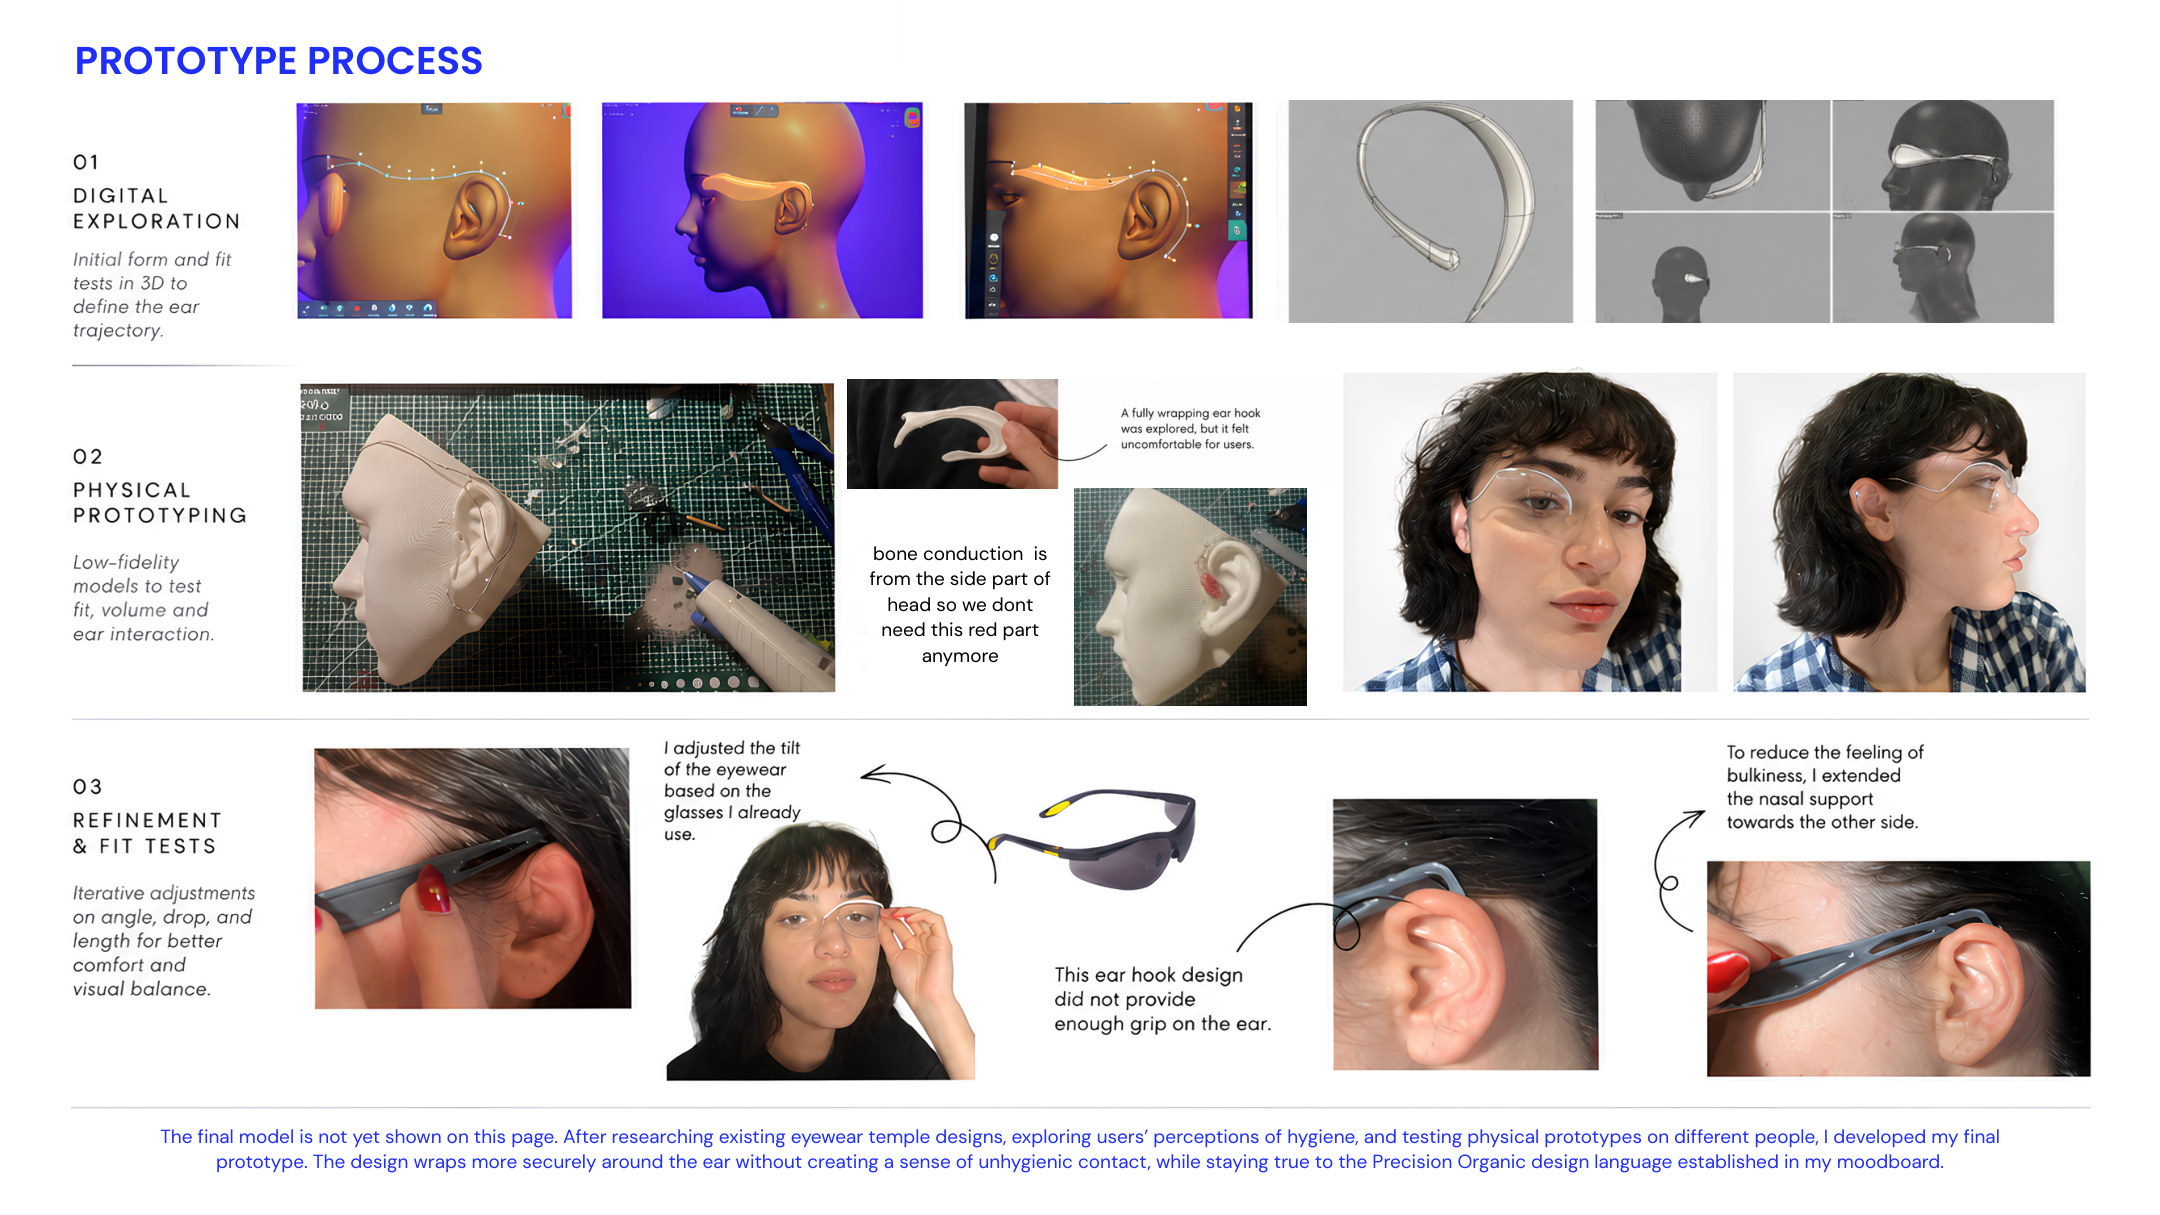 PROTOTYPE PROCESS
01
DIGITAL
EXPLORATION
Initial form and fit
tests in 3D to
define the ear
trajectory.
02
PHYSICAL
PROTOTYPING
Low-fidelity
models to test
fit, volume and
ear interaction.
A fully wrapping ear hook
was explored, but it felt
uncomfortable for users.
bone conduction is
from the side part of
head so we dont
need this red part
anymore
03
REFINEMENT
& FIT TESTS
Iterative adjustments
on angle, drop, and
length for better
comfort and
visual balance.
I adjusted the tilt
of the eyewear
based on the
glasses I already
use.
This ear hook design
did not provide
enough grip on the ear.
To reduce the feeling of
bulkiness, I extended
the nasal support
towards the other side.
The final model is not yet shown on this page. After researching existing eyewear temple designs, exploring users’ perceptions of hygiene, and testing physical prototypes on different people, I developed my final
prototype. The design wraps more securely around the ear without creating a sense of unhygienic contact, while staying true to the Precision Organic design language established in my moodboard.